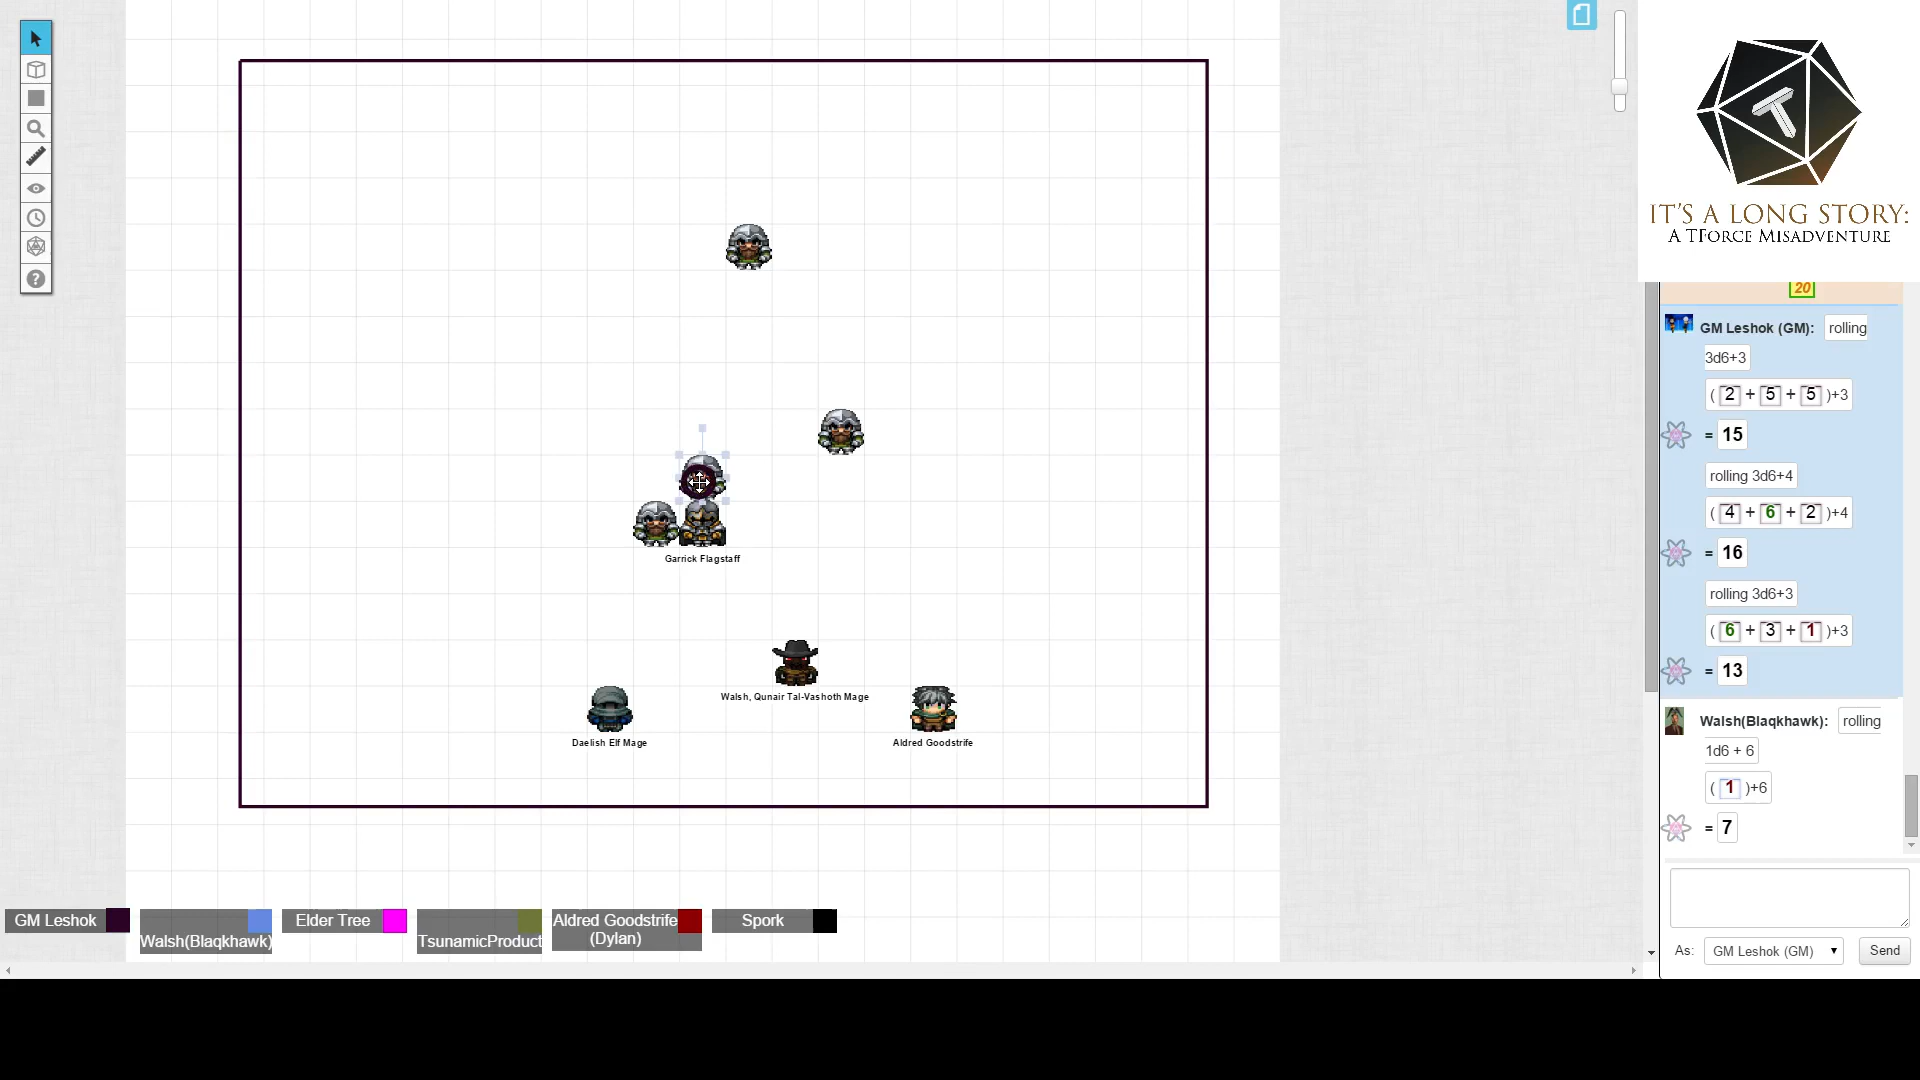 IT'S A LONG STORY:
A TFORCE MISADVENTURE
20
GM Leshok (GM): rolling
3d6+3
( 2 + 5 + 5 )+3
= 15
rolling 3d6+4
( 4 + 6 + 2 )+4
= 16
rolling 3d6+3
( 6 + 3 + 1 )+3
= 13
Walsh(Blaqkhawk): rolling
1d6 + 6
( 1 )+6
= 7
As: GM Leshok (GM) Send
Garrick Flagstaff
Walsh, Qunair Tal-Vashoth Mage
Daelish Elf Mage
Aldred Goodstrife
GM Leshok
Walsh(Blaqkhawk)
Elder Tree
TsunamicProduct
Aldred Goodstrife
(Dylan)
Spork